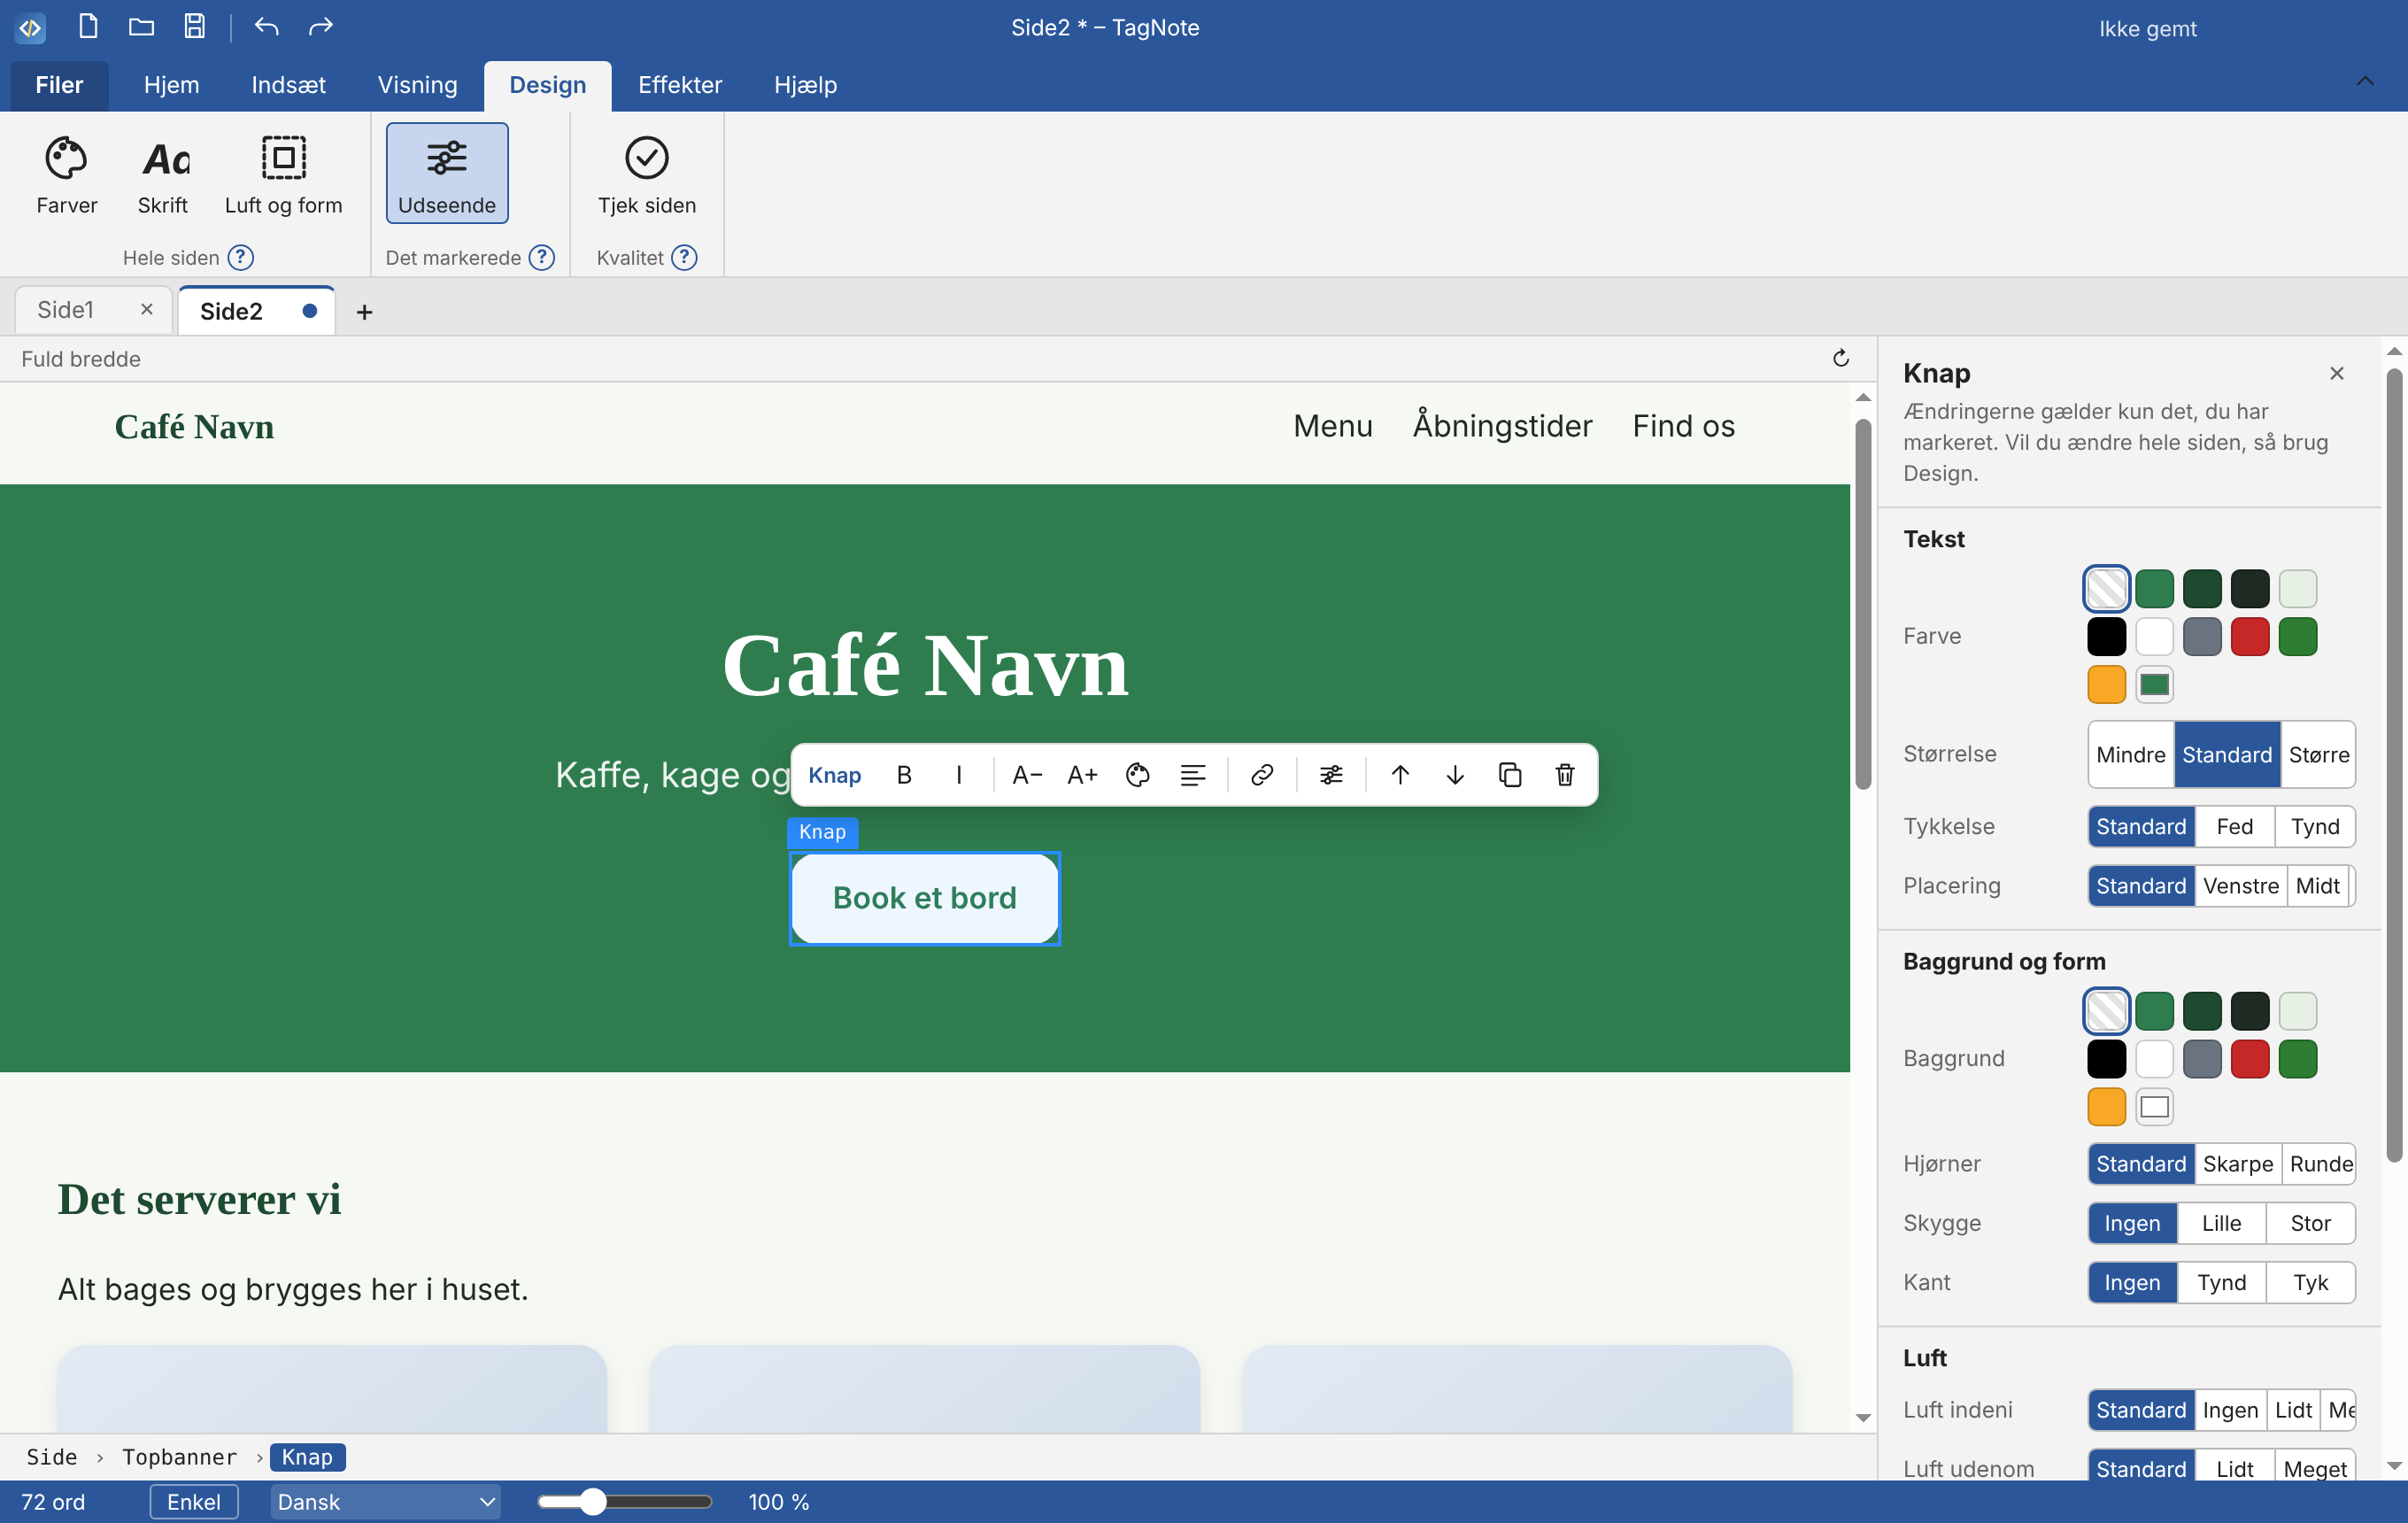 Side2 * – TagNote
Ikke gemt
Filer
Hjem
Indsæt
Visning
Design
Effekter
Hjælp
Farver
Skrift
Luft og form
Udseende
Tjek siden
Hele siden ?
Det markerede ?
Kvalitet ?
Side1 ×
Side2
+
Fuld bredde
Café Navn
Menu
Åbningstider
Find os
Café Navn
Kaffe, kage og
Knap B I A− A+
Knap
Book et bord
Det serverer vi
Alt bages og brygges her i huset.
Knap
Ændringerne gælder kun det, du har
markeret. Vil du ændre hele siden, så brug
Design.
Tekst
Farve
Størrelse
Mindre Standard Større
Tykkelse
Standard Fed Tynd
Placering
Standard Venstre Midt
Baggrund og form
Baggrund
Hjørner
Standard Skarpe Runde
Skygge
Ingen Lille Stor
Kant
Ingen Tynd Tyk
Luft
Luft indeni
Standard Ingen Lidt
Luft udenom
Standard Lidt Meget
Side › Topbanner › Knap
72 ord
Enkel
Dansk
100 %